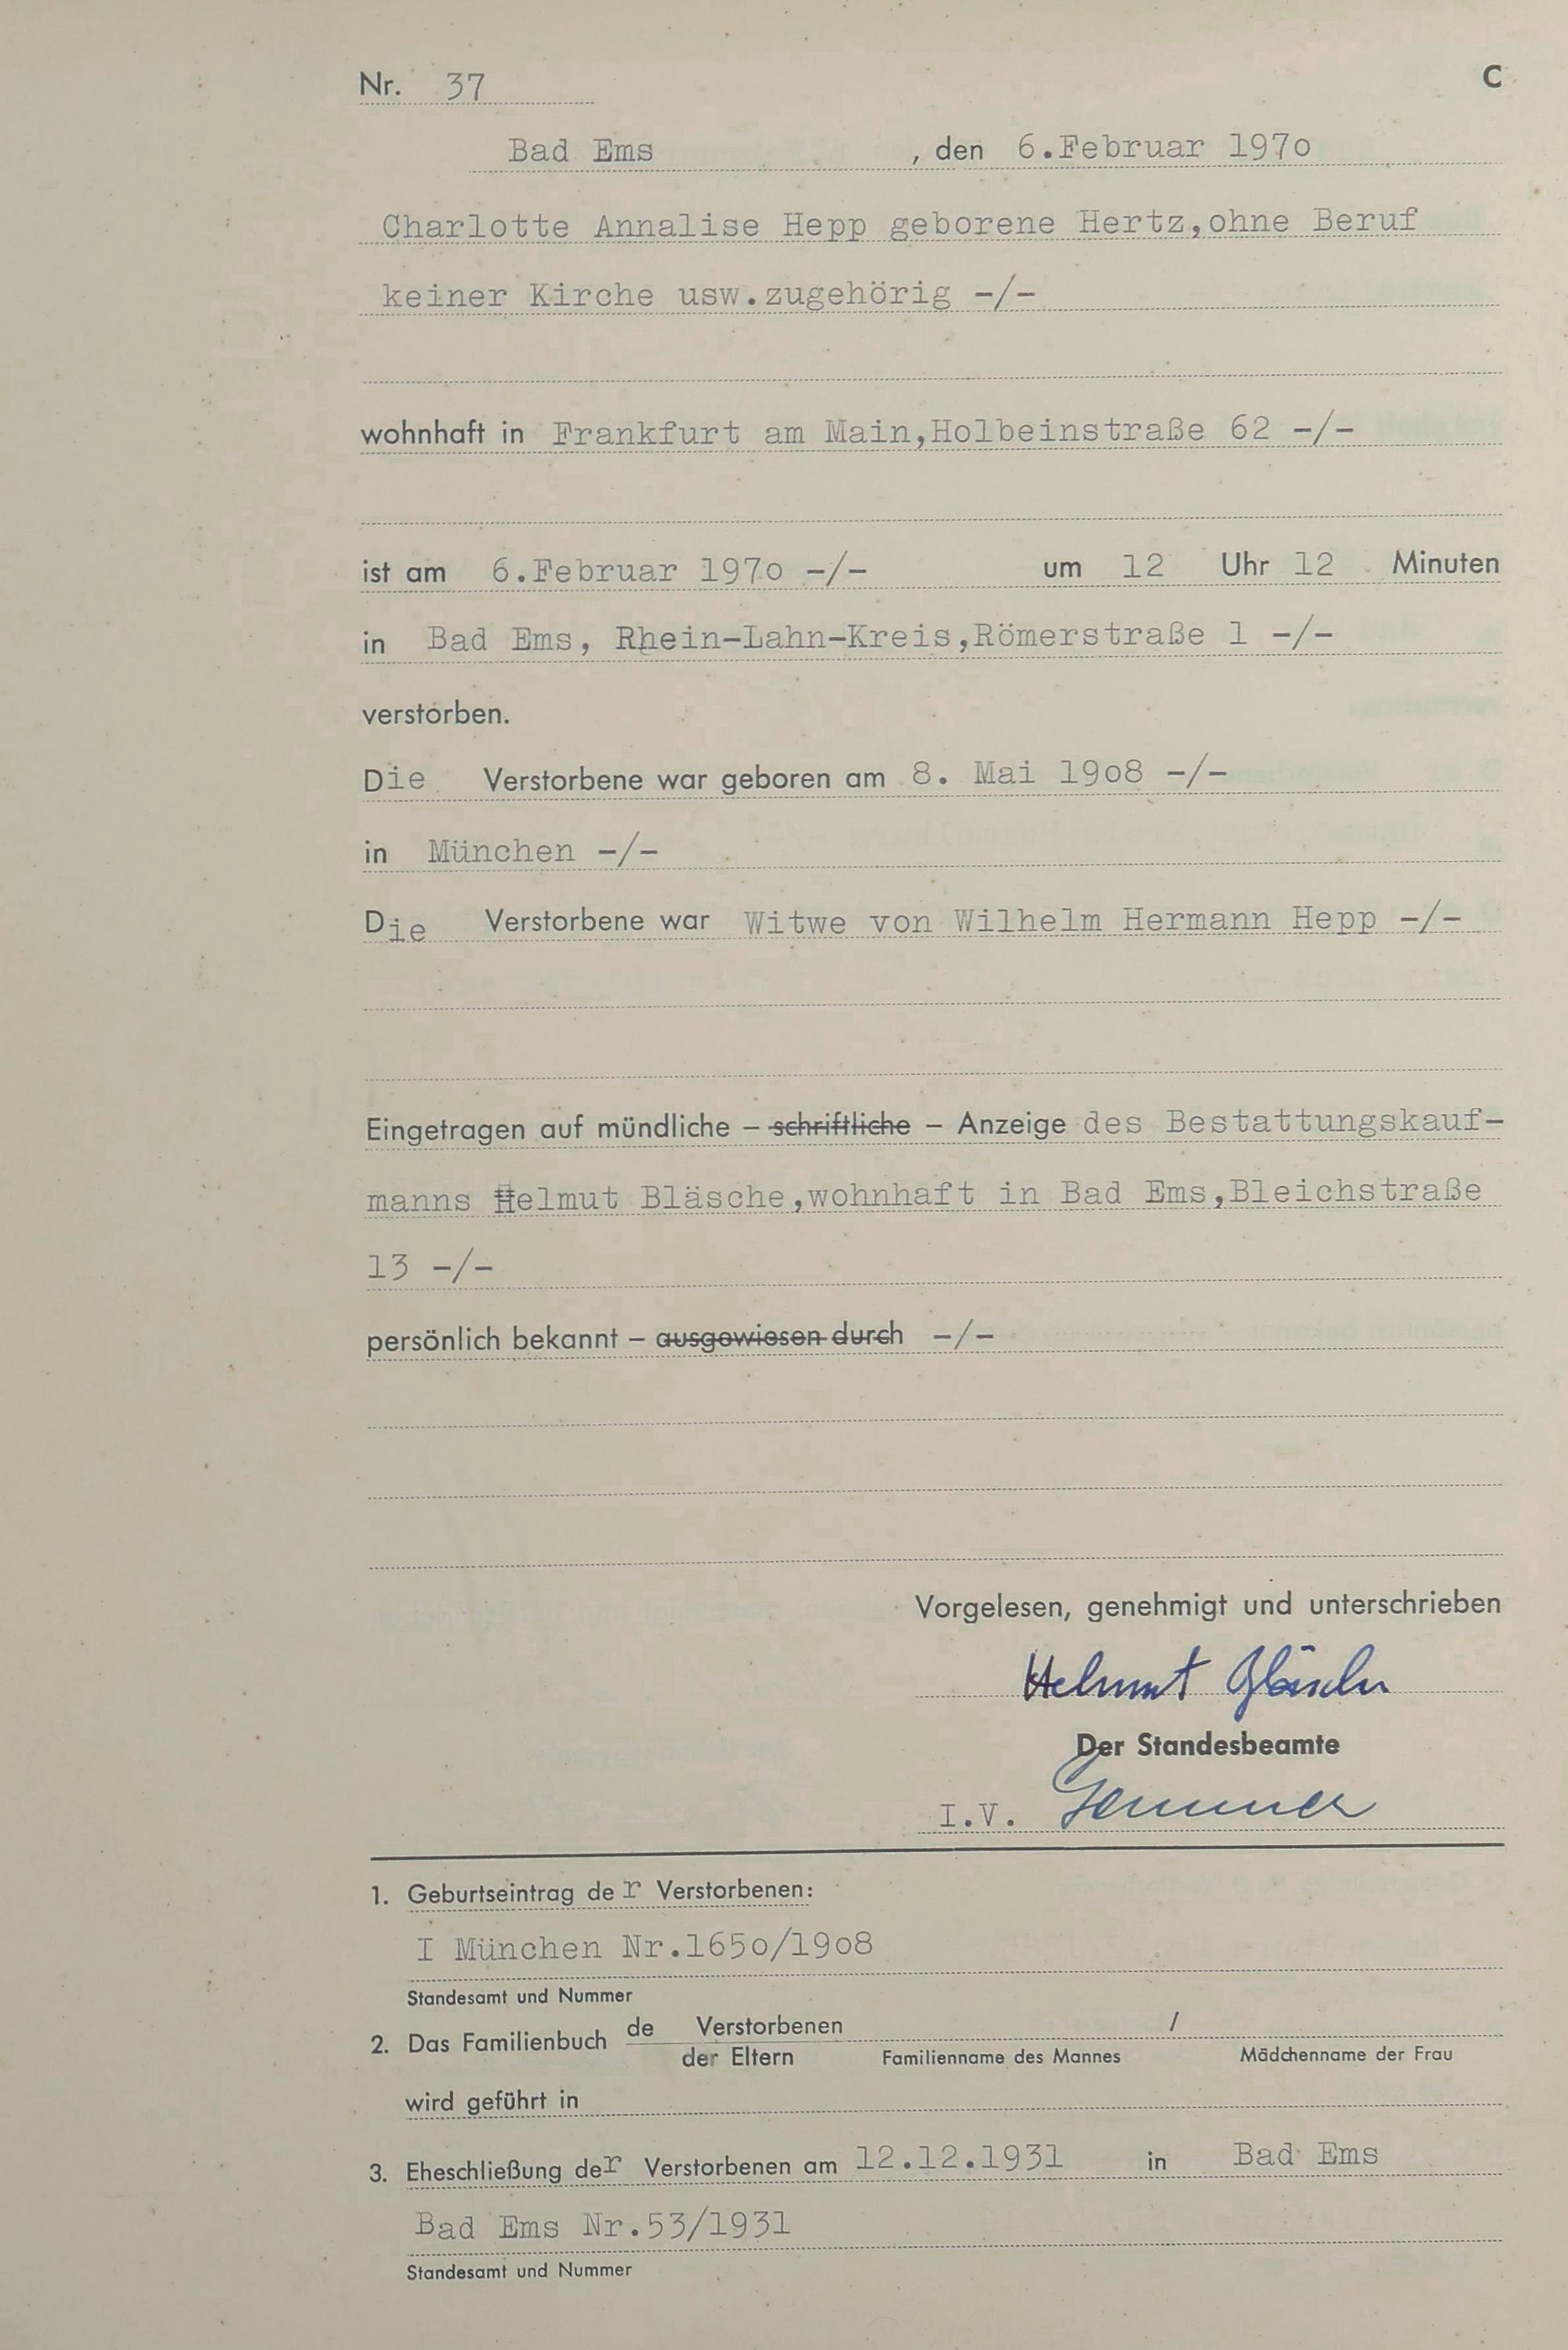 Nr. 37
C
Bad Ems , den 6.Februar 197o
Charlotte Annalise Hepp geborene Hertz,ohne Beruf
keiner Kirche usw.zugehörig -/-
wohnhaft in Frankfurt am Main,Holbeinstraße 62 -/-
ist am 6.Februar 197o -/- um 12 Uhr 12 Minuten
in Bad Ems, Rhein-Lahn-Kreis,Römerstraße 1 -/-
verstorben.
Die Verstorbene war geboren am 8. Mai 19o8 -/-
in München -/-
Die Verstorbene war Witwe von Wilhelm Hermann Hepp -/-
Eingetragen auf mündliche – schriftliche – Anzeige des Bestattungskauf-
manns Helmut Bläsche,wohnhaft in Bad Ems,Bleichstraße
13 -/-
persönlich bekannt – ausgewiesen durch -/-
Vorgelesen, genehmigt und unterschrieben
Helmut Bläsche
Der Standesbeamte
I.V.
1. Geburtseintrag der Verstorbenen:
I München Nr.165o/19o8
Standesamt und Nummer
2. Das Familienbuch de Verstorbenen /
der Eltern Familienname des Mannes Mädchenname der Frau
wird geführt in
3. Eheschließung der Verstorbenen am 12.12.1931 in Bad Ems
Bad Ems Nr.53/1931
Standesamt und Nummer